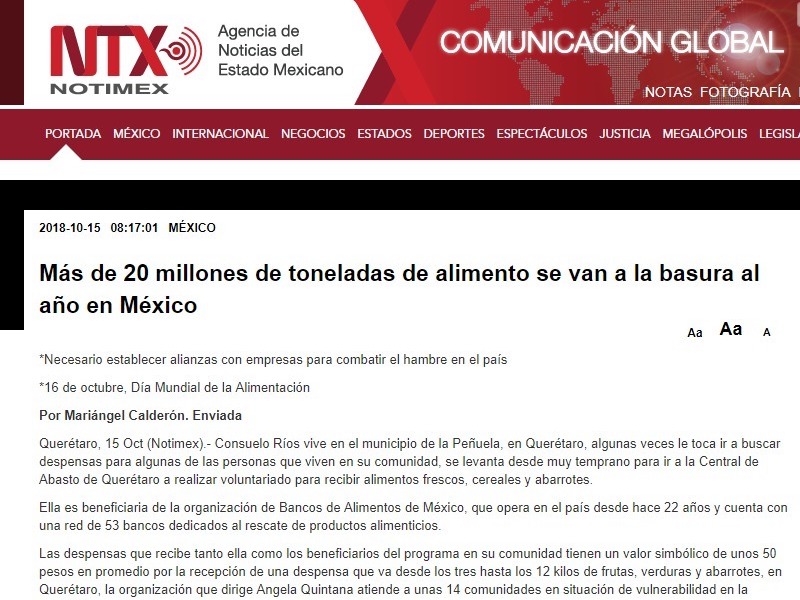 NTX
NOTIMEX
Agencia de
Noticias del
Estado Mexicano
COMUNICACIÓN GLOBAL
NOTAS FOTOGRAFÍA
PORTADA MÉXICO INTERNACIONAL NEGOCIOS ESTADOS DEPORTES ESPECTÁCULOS JUSTICIA MEGALÓPOLIS LEGISLA
2018-10-15 08:17:01 MÉXICO
Más de 20 millones de toneladas de alimento se van a la basura al
año en México
Aa Aa A
*Necesario establecer alianzas con empresas para combatir el hambre en el país
*16 de octubre, Día Mundial de la Alimentación
Por Mariángel Calderón. Enviada
Querétaro, 15 Oct (Notimex).- Consuelo Ríos vive en el municipio de la Peñuela, en Querétaro, algunas veces le toca ir a buscar
despensas para algunas de las personas que viven en su comunidad, se levanta desde muy temprano para ir a la Central de
Abasto de Querétaro a realizar voluntariado para recibir alimentos frescos, cereales y abarrotes.
Ella es beneficiaria de la organización de Bancos de Alimentos de México, que opera en el país desde hace 22 años y cuenta con
una red de 53 bancos dedicados al rescate de productos alimenticios.
Las despensas que recibe tanto ella como los beneficiarios del programa en su comunidad tienen un valor simbólico de unos 50
pesos en promedio por la recepción de una despensa que va desde los tres hasta los 12 kilos de frutas, verduras y abarrotes, en
Querétaro, la organización que dirige Angela Quintana atiende a unas 14 comunidades en situación de vulnerabilidad en la